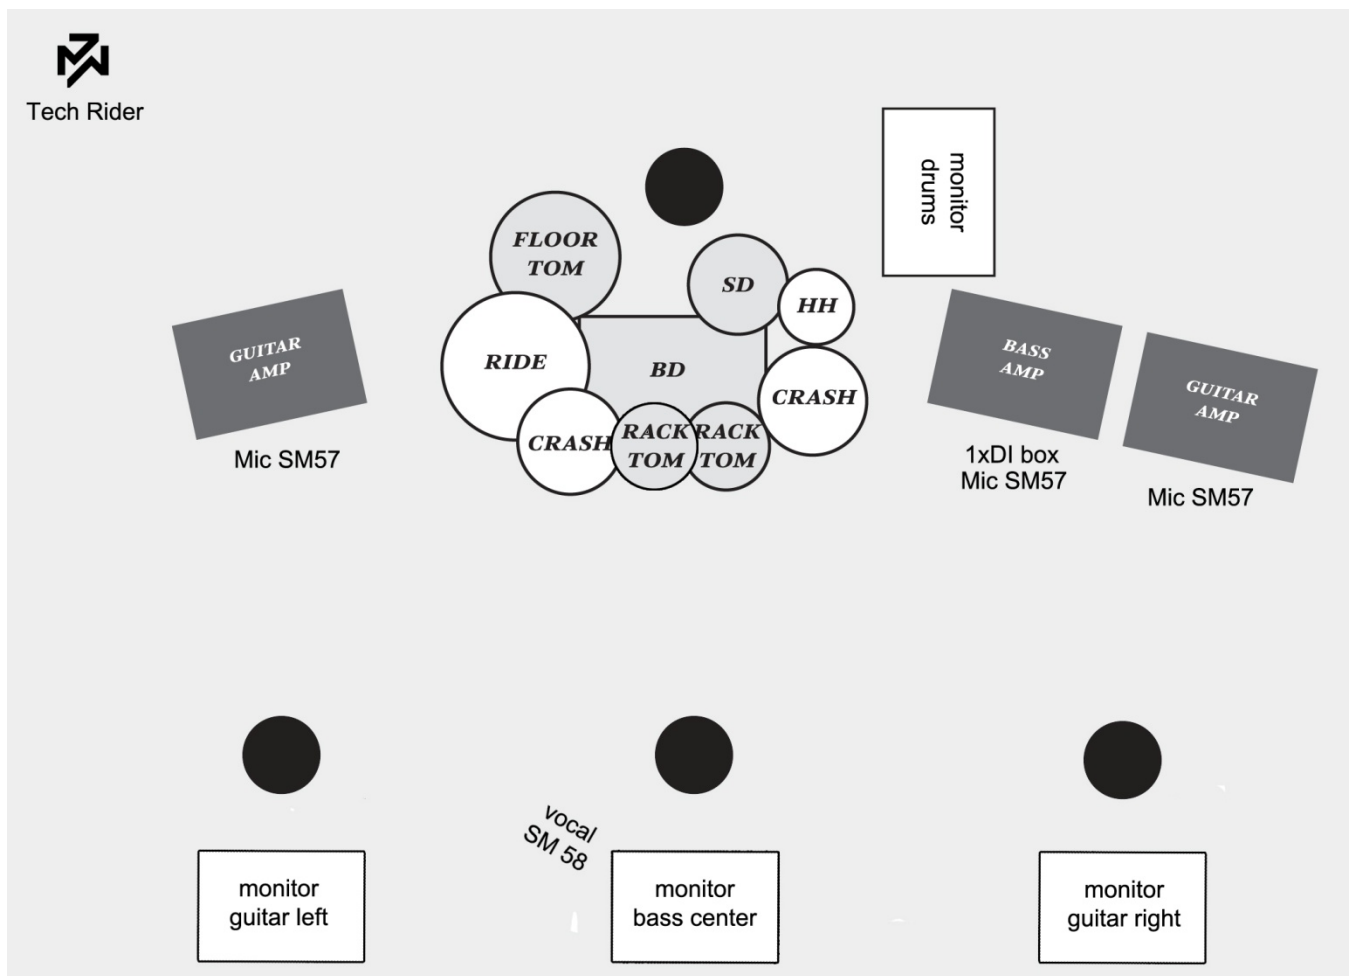 Tech Rider
monitor
drums
FLOOR
TOM
SD
HH
GUITAR
AMP
RIDE
BD
CRASH
BASS
AMP
GUITAR
AMP
CRASH
RACK
TOM
RACK
TOM
Mic SM57
1xDI box
Mic SM57
Mic SM57
vocal
SM 58
monitor
guitar left
monitor
bass center
monitor
guitar right